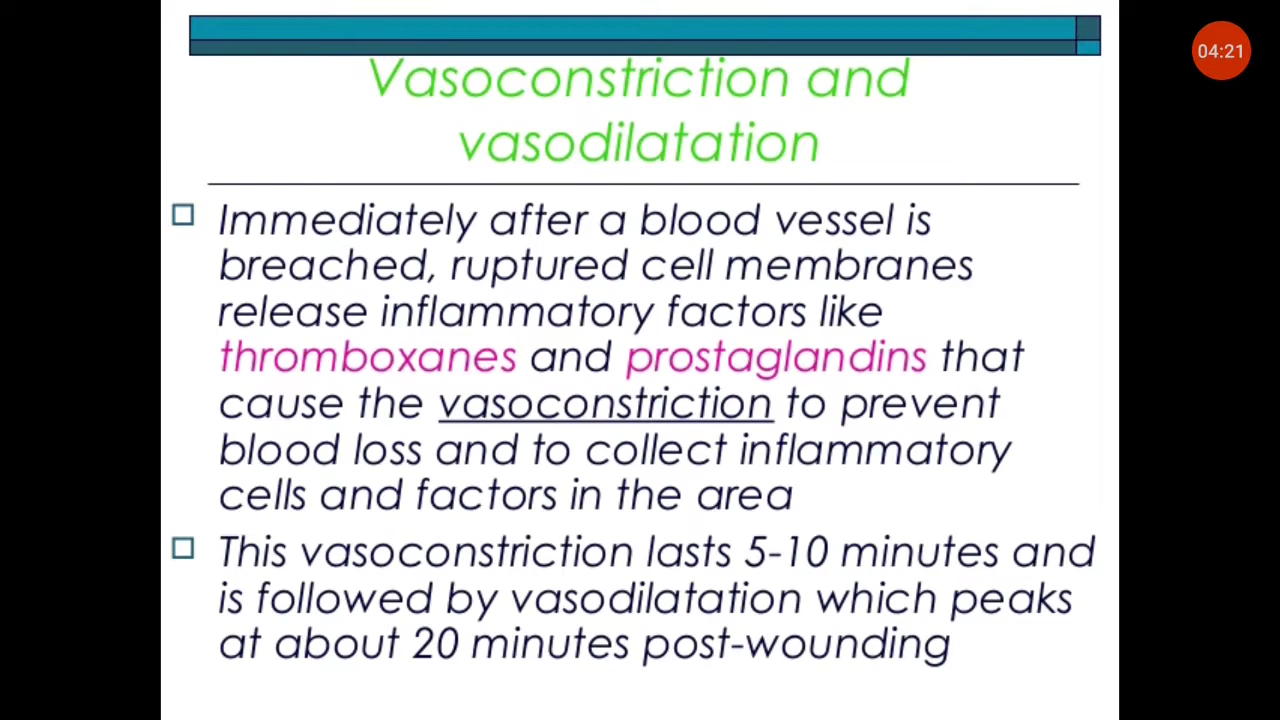 04:21
Vasoconstriction and
vasodilatation
Immediately after a blood vessel is
breached, ruptured cell membranes
release inflammatory factors like
thromboxanes and prostaglandins that
cause the vasoconstriction to prevent
blood loss and to collect inflammatory
cells and factors in the area
This vasoconstriction lasts 5-10 minutes and
is followed by vasodilatation which peaks
at about 20 minutes post-wounding